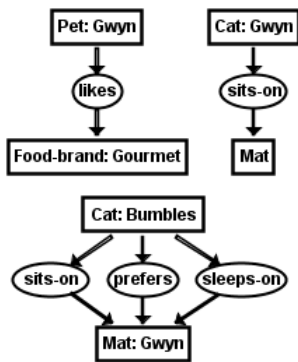 Pet: Gwyn
Cat: Gwyn
likes
sits-on
Food-brand: Gourmet
Mat
Cat: Bumbles
sits-on
prefers
sleeps-on
Mat: Gwyn